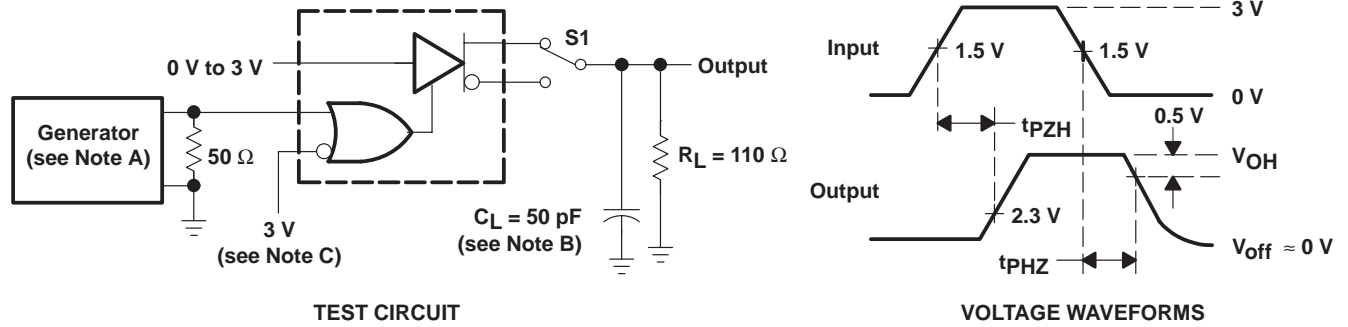 0 V to 3 V
Generator
(see Note A)
50 Ω
3 V
(see Note C)
S1
Output
RL = 110 Ω
CL = 50 pF
(see Note B)
TEST CIRCUIT
Input
1.5 V
1.5 V
3 V
0 V
tPZH
0.5 V
VOH
Output
2.3 V
tPHZ
Voff ≈ 0 V
VOLTAGE WAVEFORMS